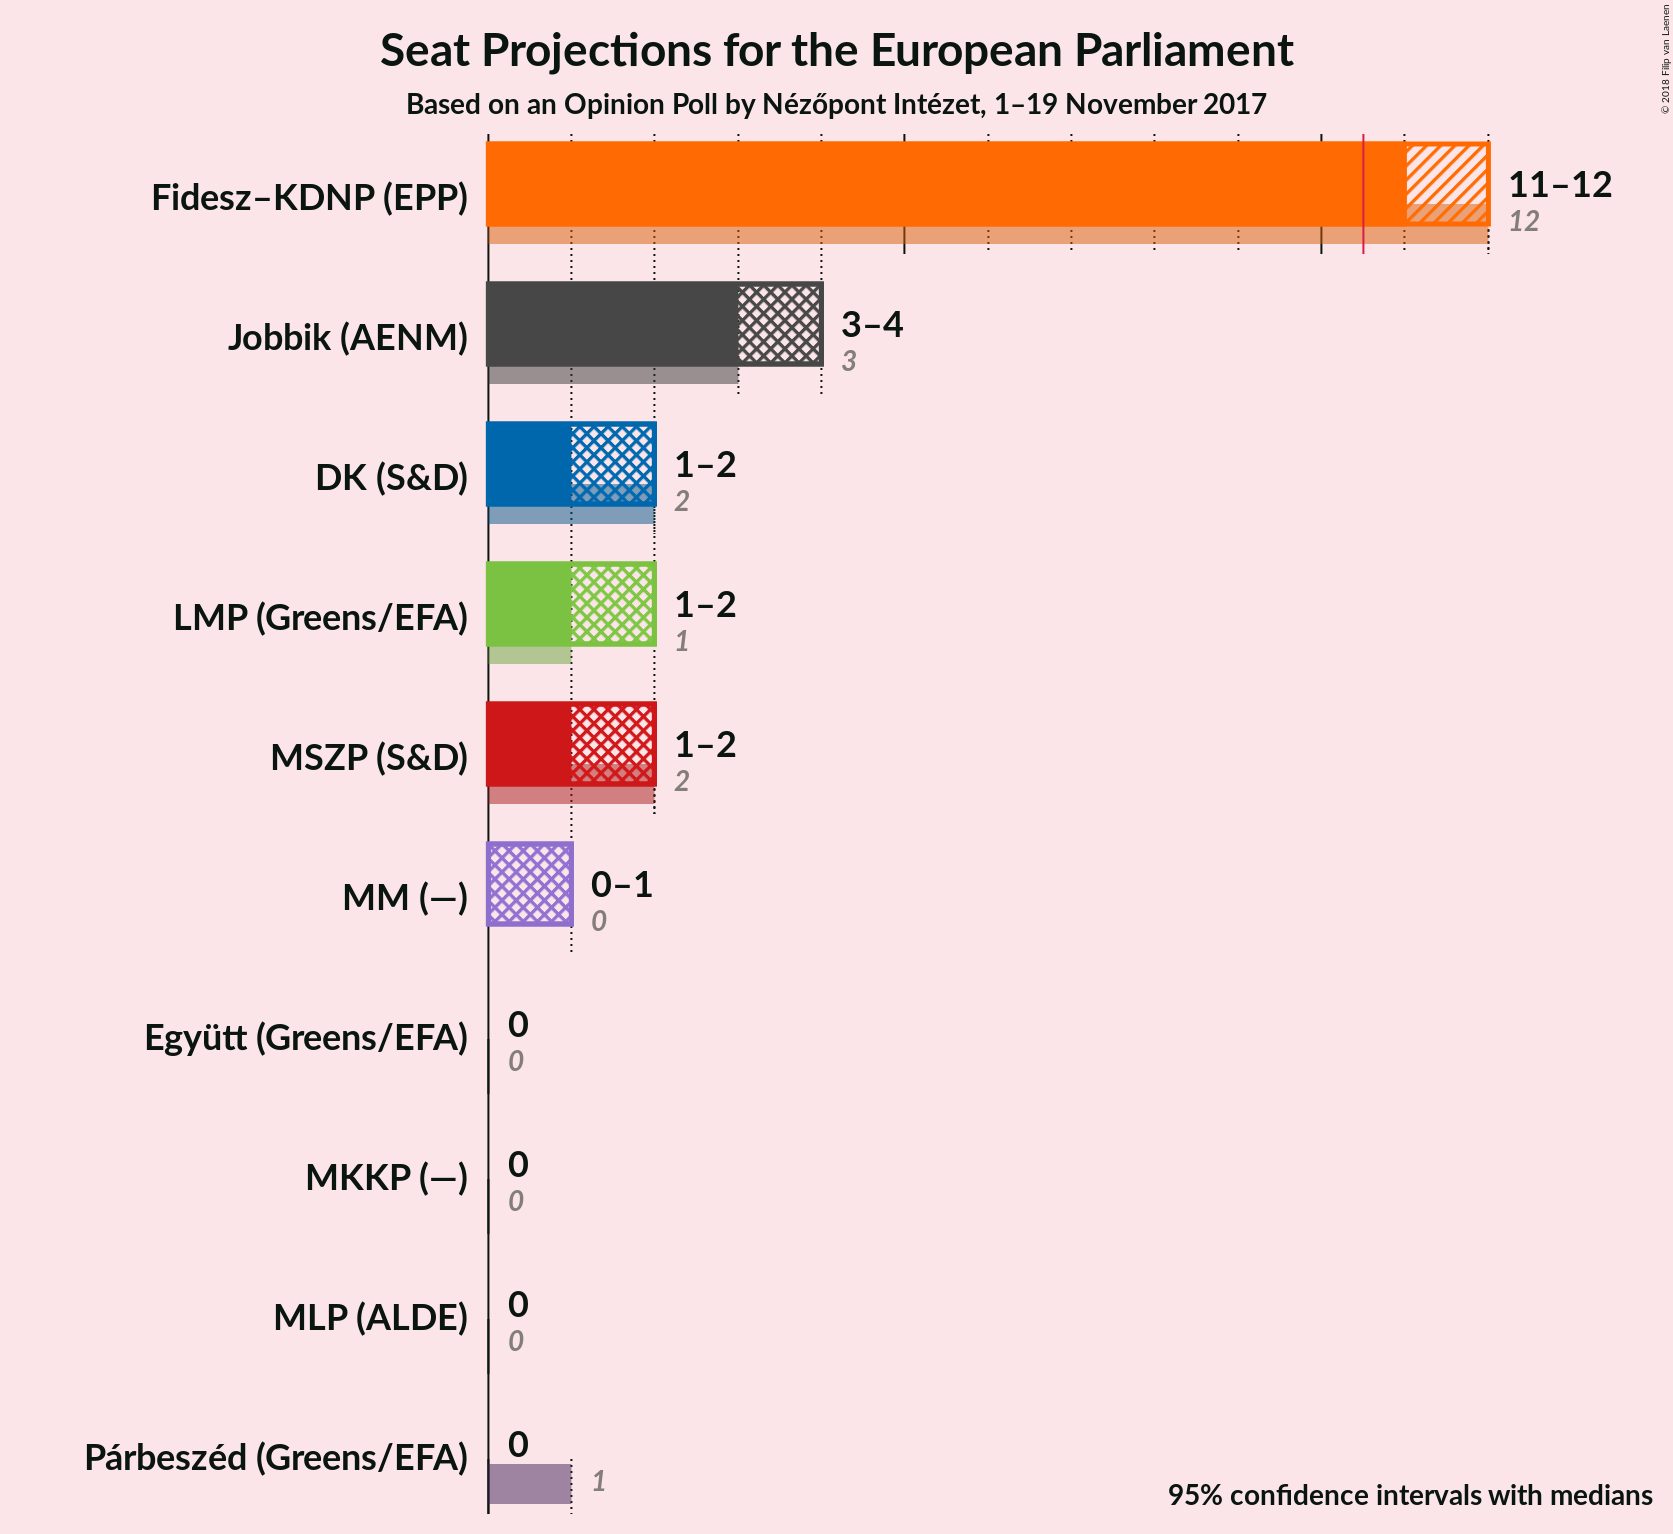 Seat Projections for the European Parliament
Based on an Opinion Poll by Nézőpont Intézet, 1–19 November 2017
© 2018 Filip van Laenen
Fidesz–KDNP (EPP)
11–12
12
Jobbik (AENM)
3–4
3
DK (S&D)
1–2
2
LMP (Greens/EFA)
1–2
1
MSZP (S&D)
1–2
2
MM (—)
0–1
0
Együtt (Greens/EFA)
0
0
MKKP (—)
0
0
MLP (ALDE)
0
0
Párbeszéd (Greens/EFA)
0
1
95% confidence intervals with medians